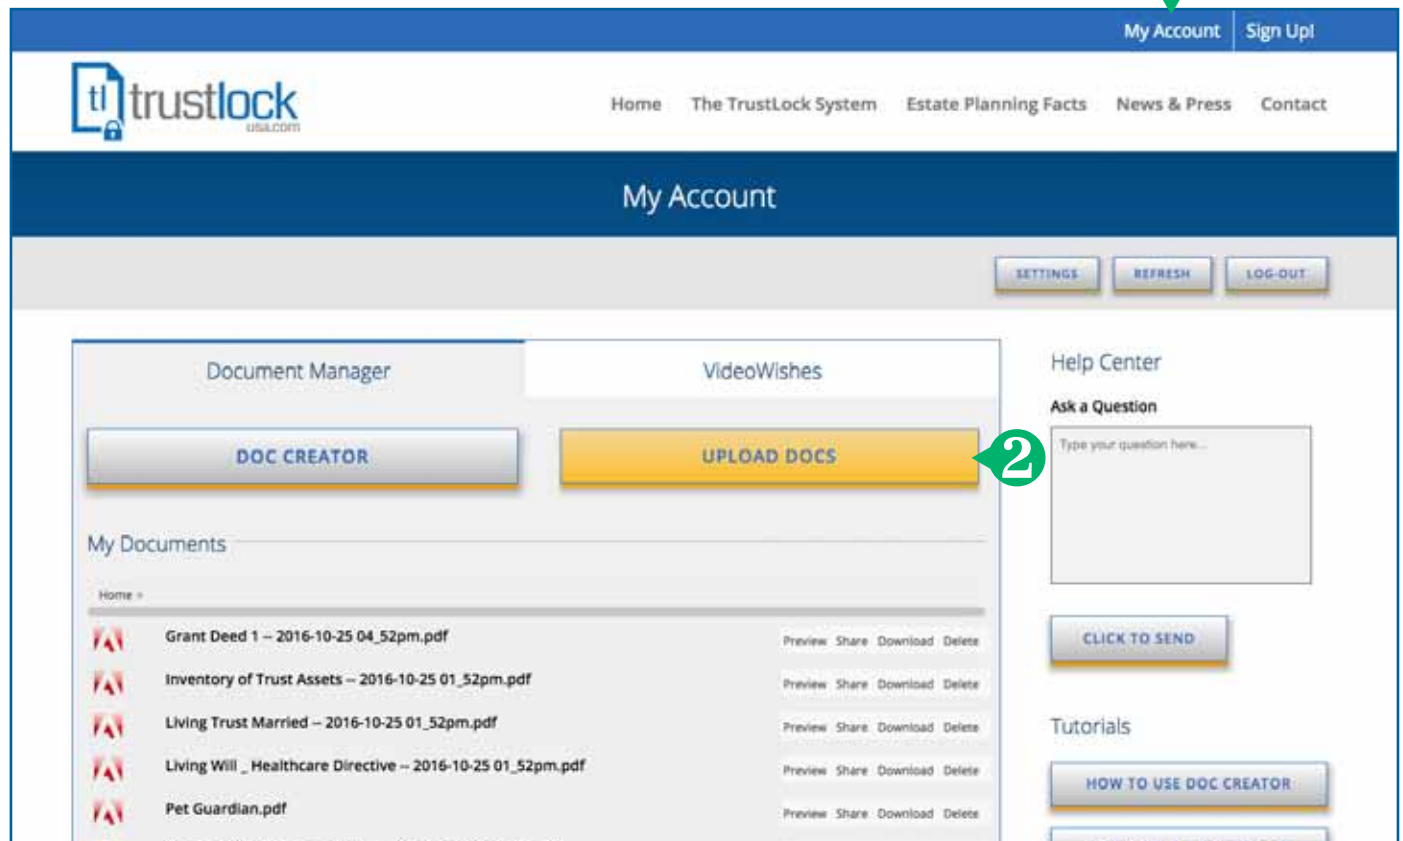 My Account Sign Up!
tl trustlock
usa.com
Home The TrustLock System Estate Planning Facts News & Press Contact
My Account
SETTINGS REFRESH LOG-OUT
Document Manager VideoWishes
Help Center
Ask a Question
Type your question here...
DOC CREATOR UPLOAD DOCS 2
My Documents
Home »
Grant Deed 1 -- 2016-10-25 04_52pm.pdf Preview Share Download Delete
CLICK TO SEND
Inventory of Trust Assets -- 2016-10-25 01_52pm.pdf Preview Share Download Delete
Living Trust Married -- 2016-10-25 01_52pm.pdf Preview Share Download Delete
Tutorials
Living Will _ Healthcare Directive -- 2016-10-25 01_52pm.pdf Preview Share Download Delete
HOW TO USE DOC CREATOR
Pet Guardian.pdf Preview Share Download Delete